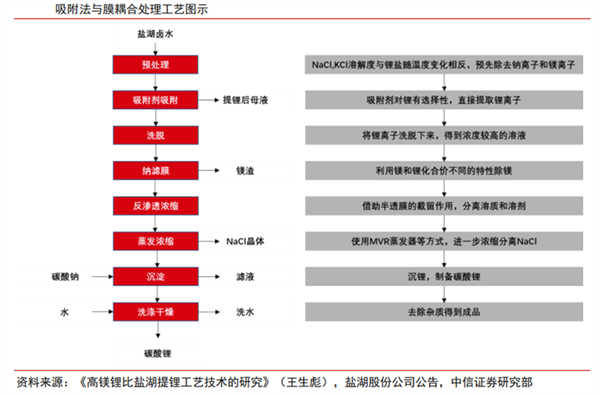 吸附法与膜耦合处理工艺图示
盐湖卤水
预处理
NaCl,KCl溶解度与锂盐随温度变化相反，预先除去钠离子和镁离子
吸附剂吸附
提锂后母液
吸附剂对锂有选择性，直接提取锂离子
洗脱
将锂离子洗脱下来，得到浓度较高的溶液
纳滤膜
镁渣
利用镁和锂化合价不同的特性除镁
反渗透浓缩
借助半透膜的截留作用，分离溶质和溶剂
蒸发浓缩
NaCl晶体
使用MVR蒸发器等方式，进一步浓缩分离NaCl
碳酸钠
沉淀
滤液
沉锂，制备碳酸锂
水
洗涤干燥
洗水
去除杂质得到成品
碳酸锂
资料来源：《高镁锂比盐湖提锂工艺技术的研究》（王生彪），盐湖股份公司公告，中信证券研究部